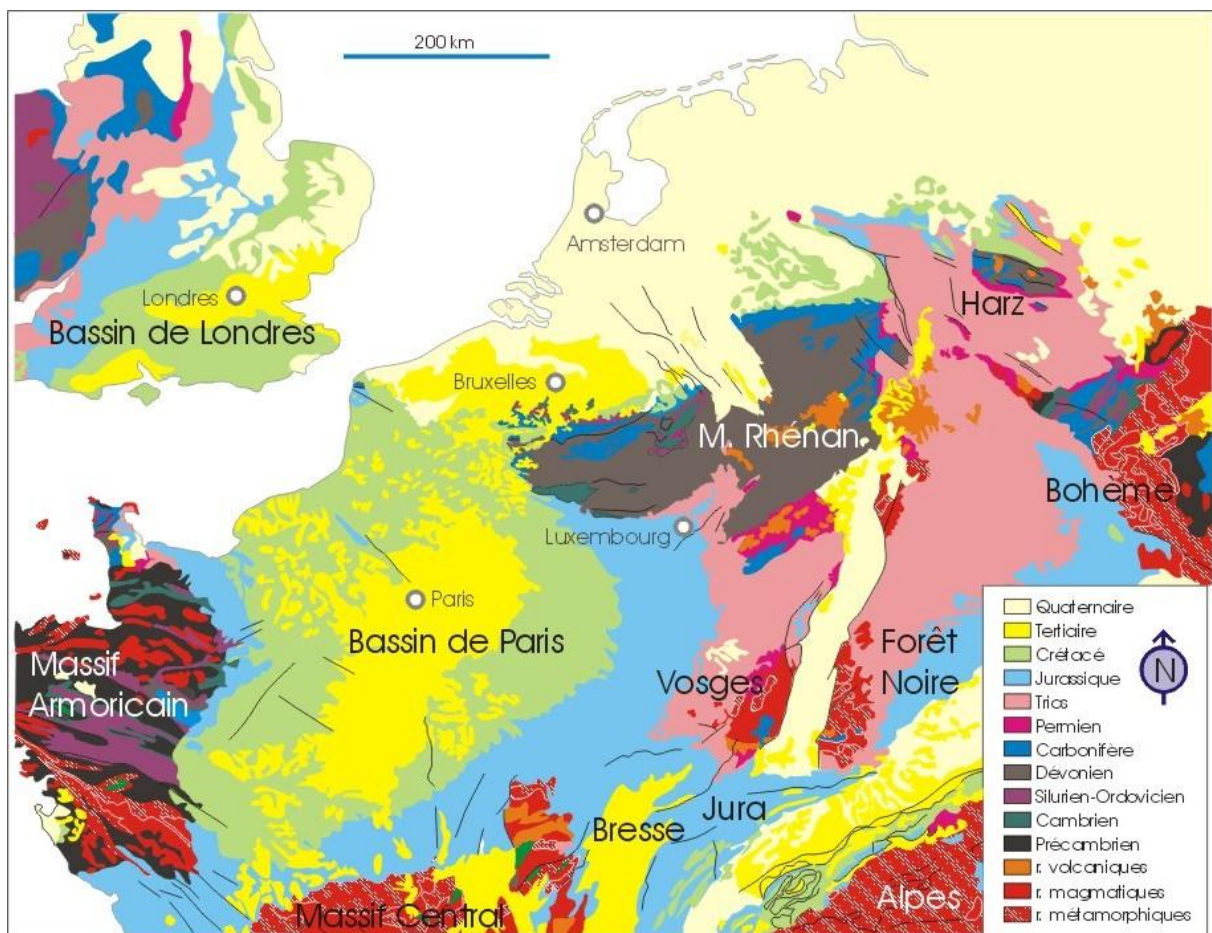 200 km
Amsterdam
Londres
Bassin de Londres
Harz
Bruxelles
M. Rhénan
Bohème
Luxembourg
Paris
Bassin de Paris
Massif
Armoricain
Vosges
Forêt
Noire
Jura
Bresse
Massif Central
Alpes
Quaternaire
Tertiaire
Crétacé
Jurassique
Trias
Permien
Carbonifère
Dévonien
Silurien-Ordovicien
Cambrien
Précambrien
r. volcaniques
r. magmatiques
r. métamorphiques
N